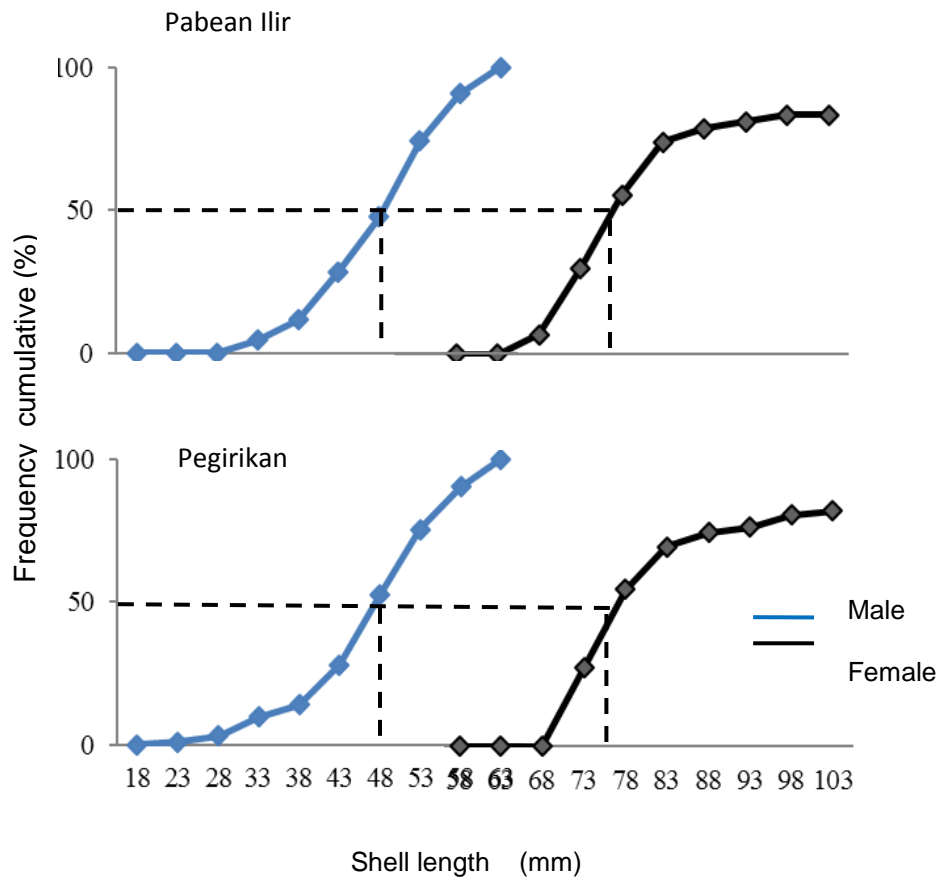 Pabean Ilir
100
50
0
Pegirikan
100
50
0
Frequency cumulative (%)
Male
Female
18 23 28 33 38 43 48 53 58 63 68 73 78 83 88 93 98 103
Shell length (mm)